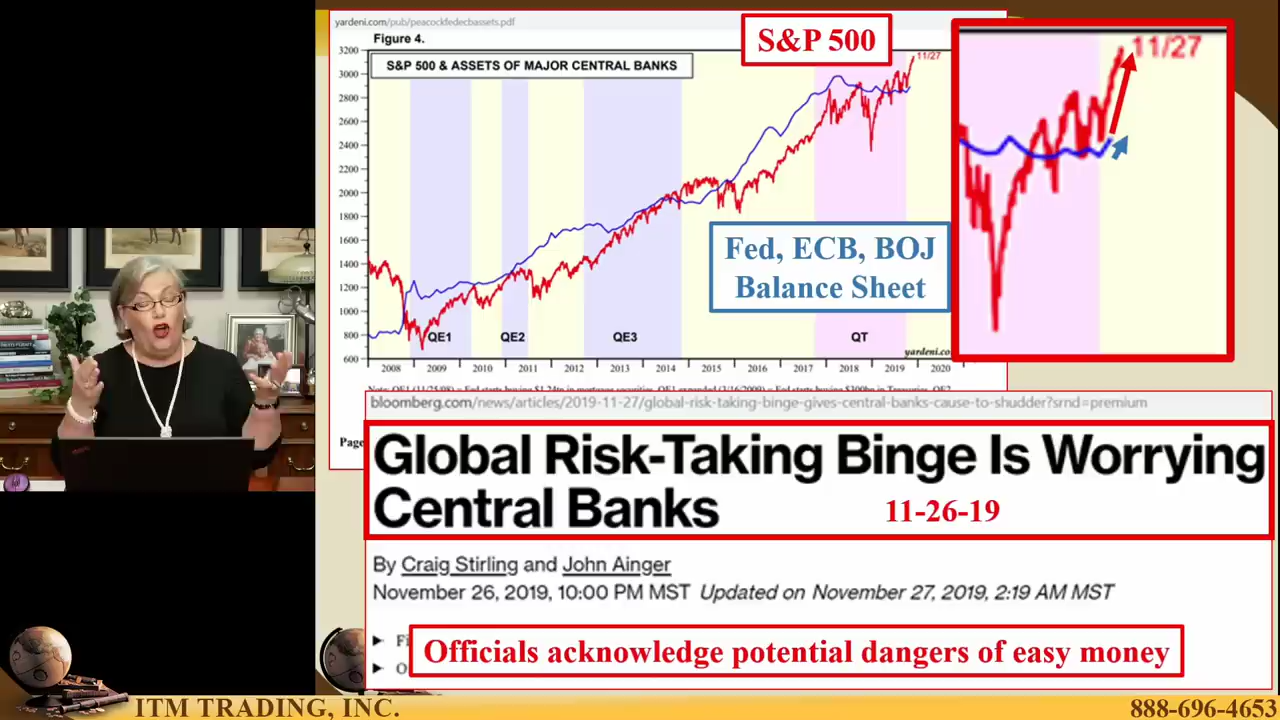 yardeni.com/pub/peacockfedecbassets.pdf
Figure 4.
S&P 500
S&P 500 & ASSETS OF MAJOR CENTRAL BANKS
11/27
11/27
3200
3000
2800
2600
2400
2200
2000
1800
1600
1400
1200
1000
800
600
Fed, ECB, BOJ
Balance Sheet
QE1 QE2 QE3 QT
yardeni.co
2008 2009 2010 2011 2012 2013 2014 2015 2016 2017 2018 2019 2020
Page
bloomberg.com/news/articles/2019-11-27/global-risk-taking-binge-gives-central-banks-cause-to-shudder?srnd=premium
Global Risk-Taking Binge Is Worrying
Central Banks
11-26-19
By Craig Stirling and John Ainger
November 26, 2019, 10:00 PM MST Updated on November 27, 2019, 2:19 AM MST
Officials acknowledge potential dangers of easy money
ITM TRADING, INC.
888-696-4653